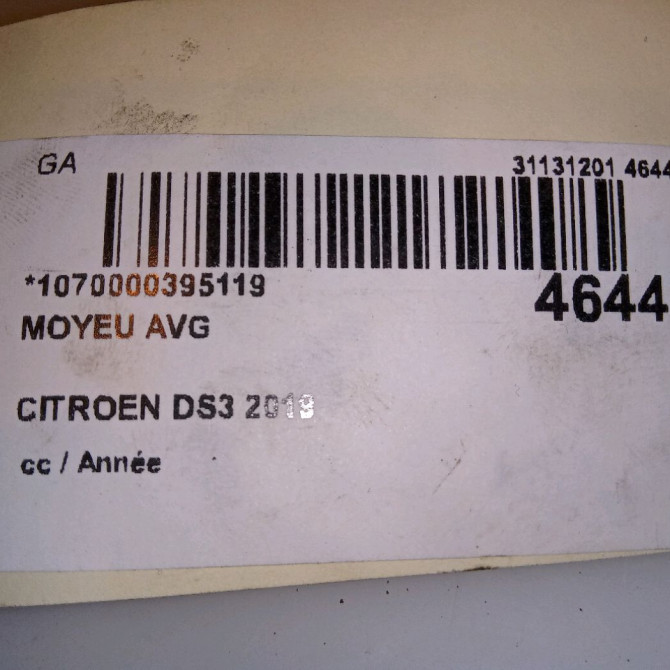 GA
31131201 4644
*1070000395119
4644
MOYEU AVG
CITROEN DS3
cc / Année